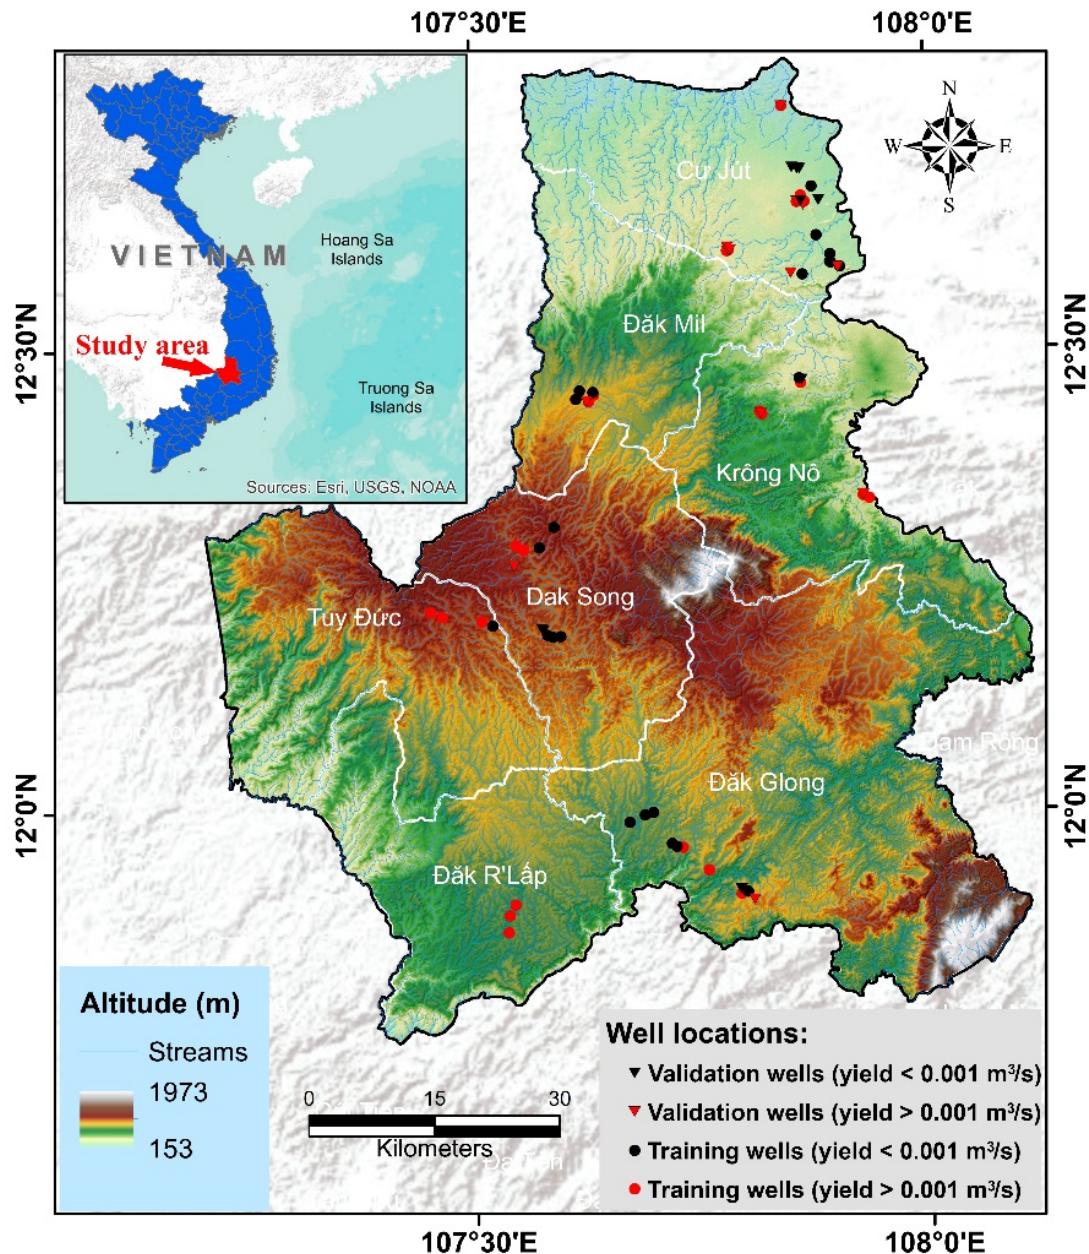 107°30'E
108°0'E
N
W
E
S
Cư Jút
VIETNAM
Hoang Sa
Islands
Study area
Truong Sa
Islands
Sources: Esri, USGS, NOAA
12°30'N
12°30'N
Đăk Mil
Krông Nô
Dak Song
Tuy Đức
Đam Rông
Đăk Glong
12°0'N
12°0'N
Đăk R'Lấp
Altitude (m)
Streams
1973
153
0
15
30
Kilometers
Well locations:
Validation wells (yield < 0.001 m³/s)
Validation wells (yield > 0.001 m³/s)
Training wells (yield < 0.001 m³/s)
Training wells (yield > 0.001 m³/s)
107°30'E
108°0'E